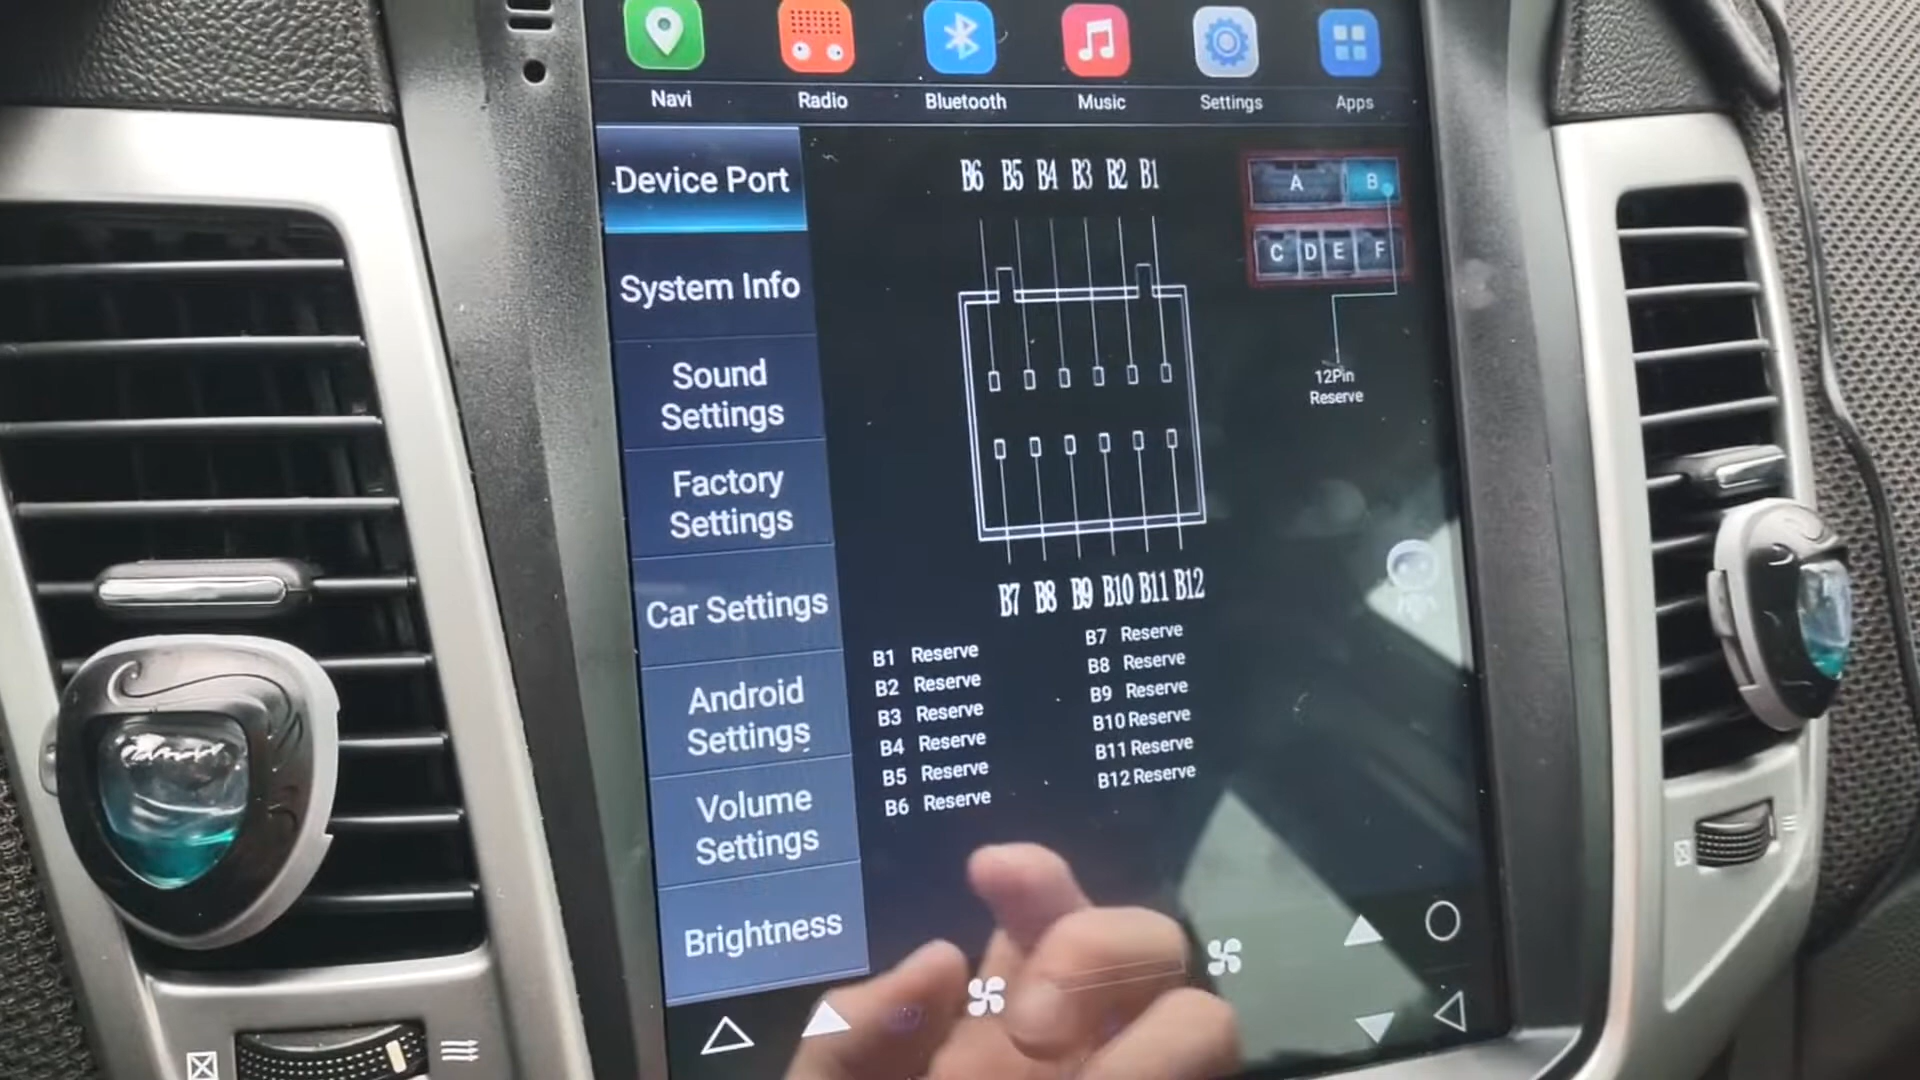 Navi
Radio
Bluetooth
Music
Settings
Apps
Device Port
System Info
Sound
Settings
Factory
Settings
Car Settings
Android
Settings
Volume
Settings
Brightness
B6 B5 B4 B3 B2 B1
A B
C D E F
12Pin
Reserve
B7 B8 B9 B10 B11 B12
B1 Reserve
B2 Reserve
B3 Reserve
B4 Reserve
B5 Reserve
B6 Reserve
B7 Reserve
B8 Reserve
B9 Reserve
B10 Reserve
B11 Reserve
B12 Reserve